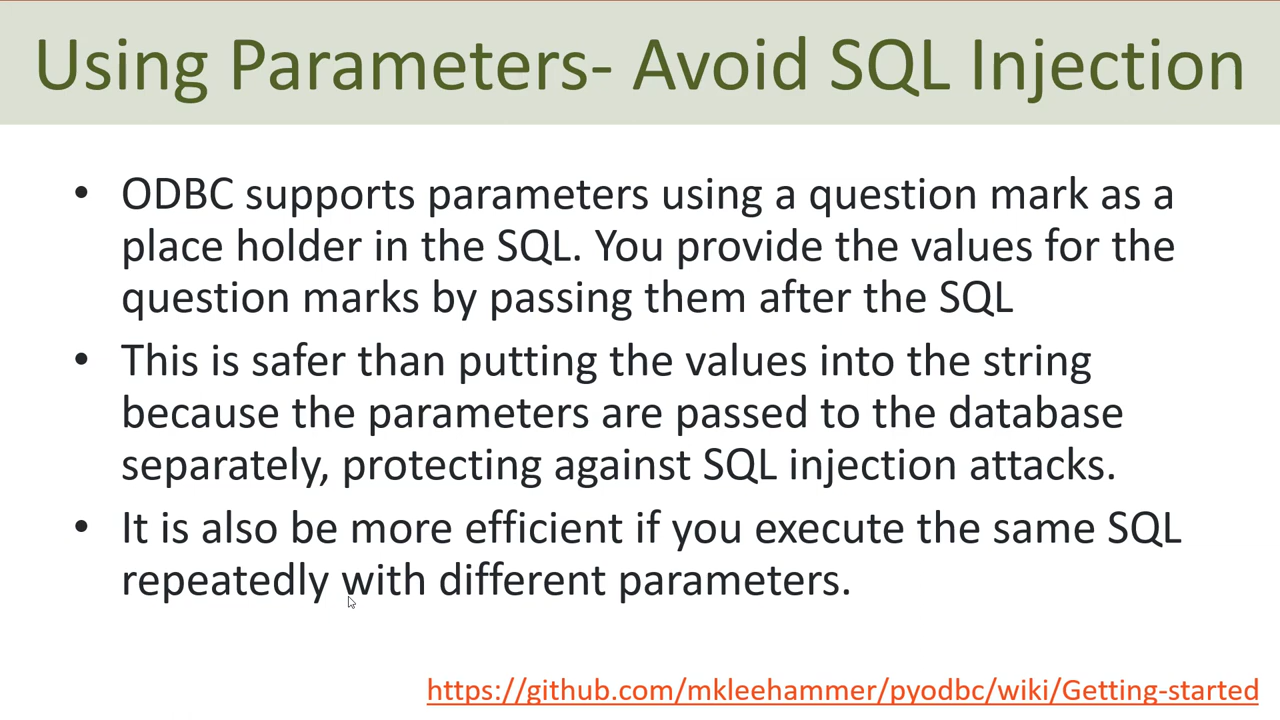 Using Parameters- Avoid SQL Injection
• ODBC supports parameters using a question mark as a
place holder in the SQL. You provide the values for the
question marks by passing them after the SQL
• This is safer than putting the values into the string
because the parameters are passed to the database
separately, protecting against SQL injection attacks.
• It is also be more efficient if you execute the same SQL
repeatedly with different parameters.
https://github.com/mkleehammer/pyodbc/wiki/Getting-started